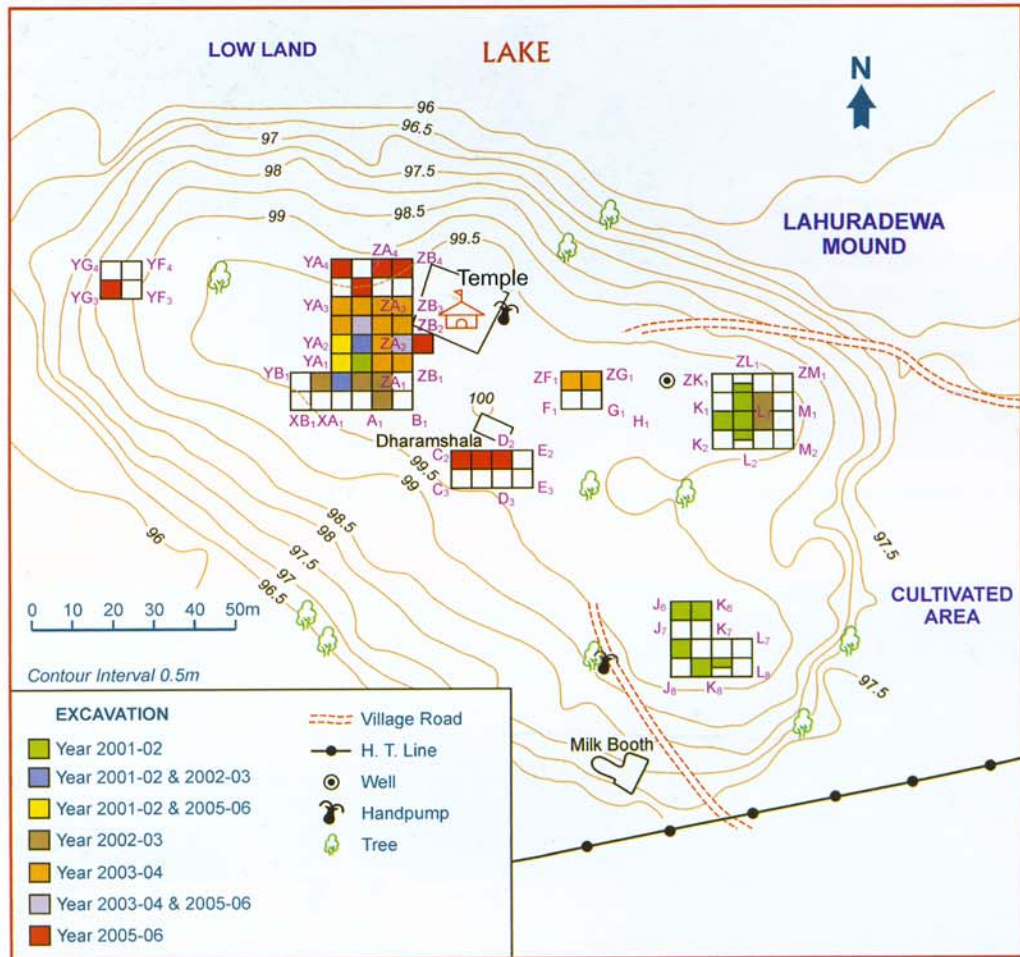 LOW LAND
LAKE
N
96
96.5
97
97.5
98
98.5
99
99.5
LAHURADEWA
MOUND
YG₄ YF₄
YG₃ YF₃
ZA₄
YA₄ ZB₄
Temple
YA₃ ZA₃ ZB₃
ZB₂
YA₂ ZA₂
YA₁
YB₁ ZA₁ ZB₁
XB₁ XA₁ A₁ B₁
ZF₁ ZG₁
F₁ G₁
H₁
ZL₁
ZK₁ ZM₁
K₁ L₁ M₁
K₂ M₂
L₂
100
Dharamshala
D₂
C₂ E₂
C₃ E₃
D₃
99.5
99
98.5
98
97.5
97
96.5
96
97.5
CULTIVATED
AREA
J₆ K₆
J₇ K₇
L₇
L₈
J₈ K₈
97.5
Milk Booth
0 10 20 30 40 50m
Contour Interval 0.5m
EXCAVATION
Year 2001-02
Year 2001-02 & 2002-03
Year 2001-02 & 2005-06
Year 2002-03
Year 2003-04
Year 2003-04 & 2005-06
Year 2005-06
Village Road
H. T. Line
Well
Handpump
Tree